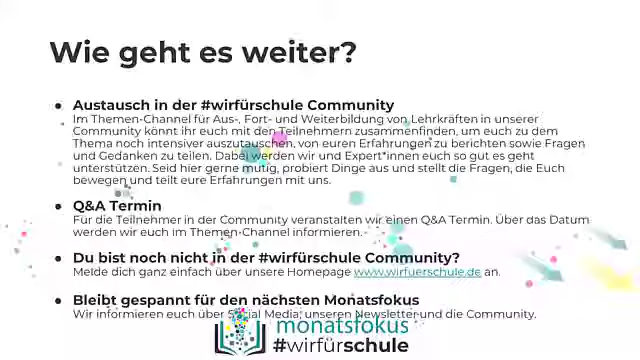 Wie geht es weiter?
● Austausch in der #wirfürschule Community
Im Themen-Channel für Aus-, Fort- und Weiterbildung von Lehrkräften in unserer
Community könnt ihr euch mit den Teilnehmern zusammenfinden, um euch zu dem
Thema noch intensiver auszutauschen, von euren Erfahrungen zu berichten sowie Fragen
und Gedanken zu teilen. Dabei werden wir und Expert*innen euch so gut es geht
unterstützen. Seid hier gerne mutig, probiert Dinge aus und stellt die Fragen, die Euch
bewegen und teilt eure Erfahrungen mit uns.
● Q&A Termin
Für die Teilnehmer in der Community veranstalten wir einen Q&A Termin. Über das Datum
werden wir euch im Themen-Channel informieren.
● Du bist noch nicht in der #wirfürschule Community?
Melde dich ganz einfach über unsere Homepage www.wirfuerschule.de an.
● Bleibt gespannt für den nächsten Monatsfokus
Wir informieren euch über Social Media, unseren Newsletter und die Community.
monatsfokus
#wirfürschule